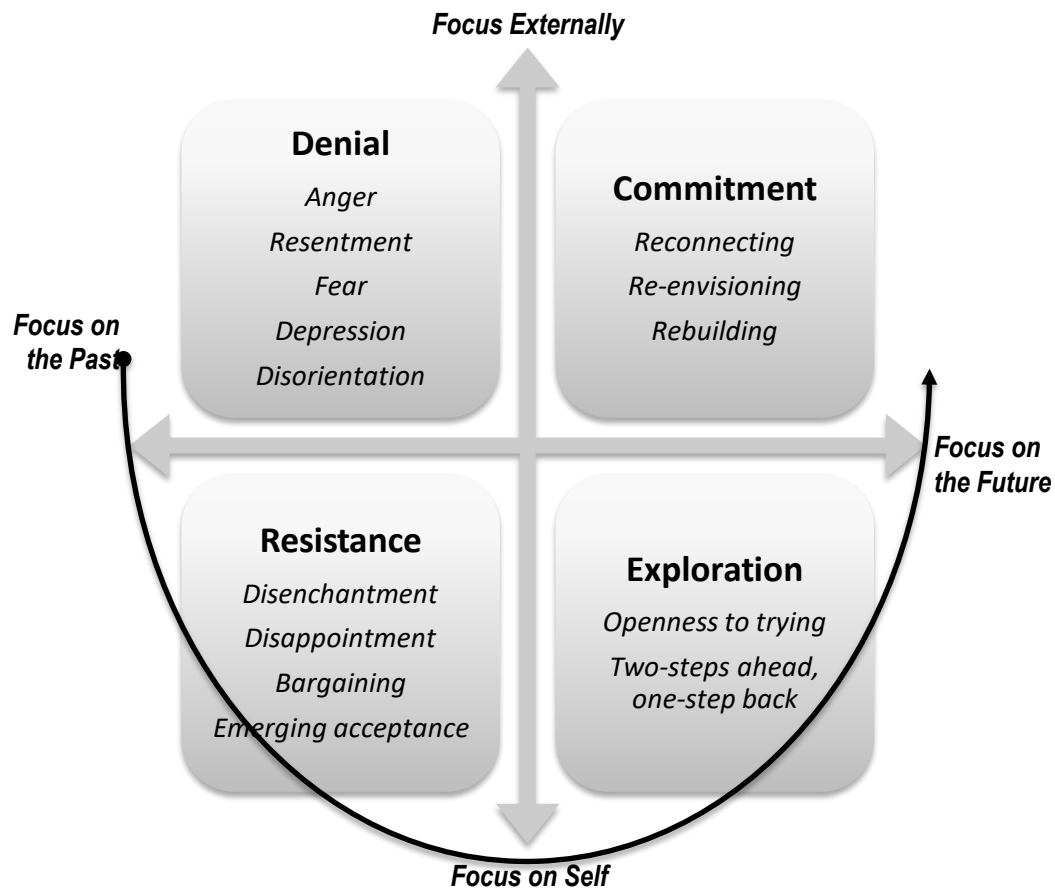 Focus Externally
Denial
Anger
Resentment
Fear
Depression
Disorientation
Commitment
Reconnecting
Re-envisioning
Rebuilding
Focus on
the Past
Focus on
the Future
Resistance
Disenchantment
Disappointment
Bargaining
Emerging acceptance
Exploration
Openness to trying
Two-steps ahead,
one-step back
Focus on Self